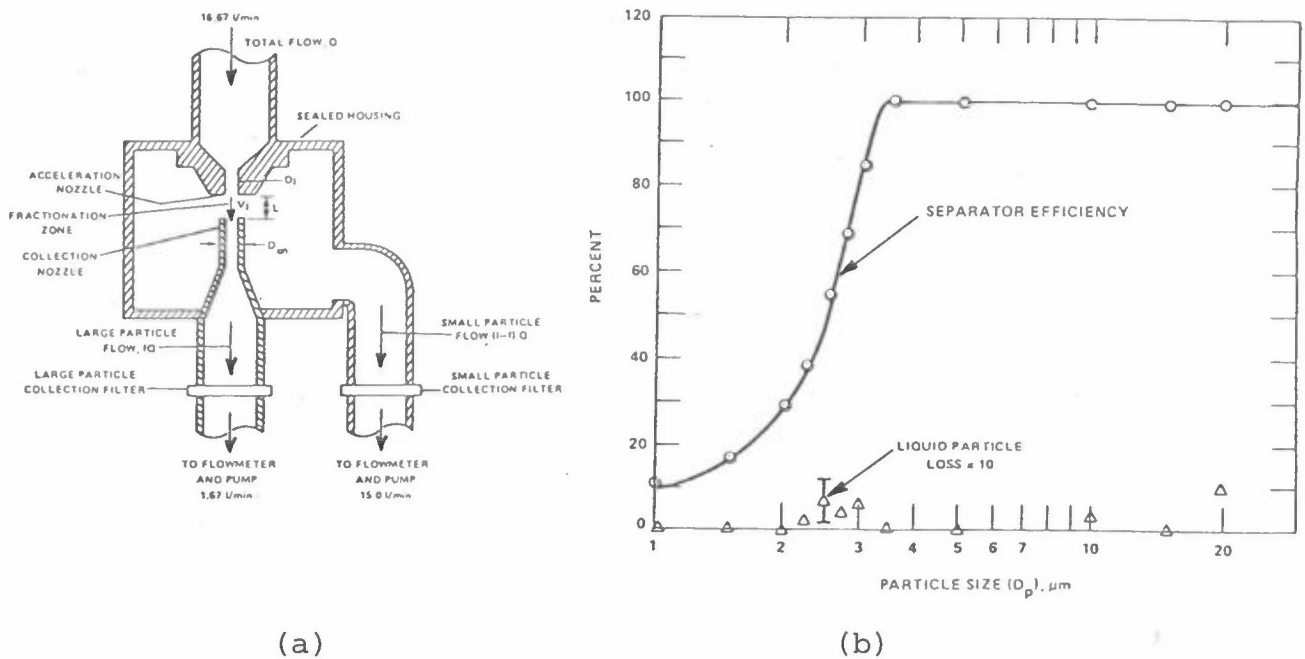 16.67 l/min
TOTAL FLOW, Q
SEALED HOUSING
ACCELERATION
NOZZLE
FRACTIONATION
ZONE
COLLECTION
NOZZLE
LARGE PARTICLE
FLOW, fQ
LARGE PARTICLE
COLLECTION FILTER
SMALL PARTICLE
FLOW (1-f) Q
SMALL PARTICLE
COLLECTION FILTER
TO FLOWMETER
AND PUMP
1.67 l/min
TO FLOWMETER
AND PUMP
15.0 l/min
L
(a)
120
100
80
60
40
20
0
PERCENT
SEPARATOR EFFICIENCY
LIQUID PARTICLE
LOSS x 10
1 2 3 4 5 6 7 10 20
PARTICLE SIZE (Dp), µm
(b)